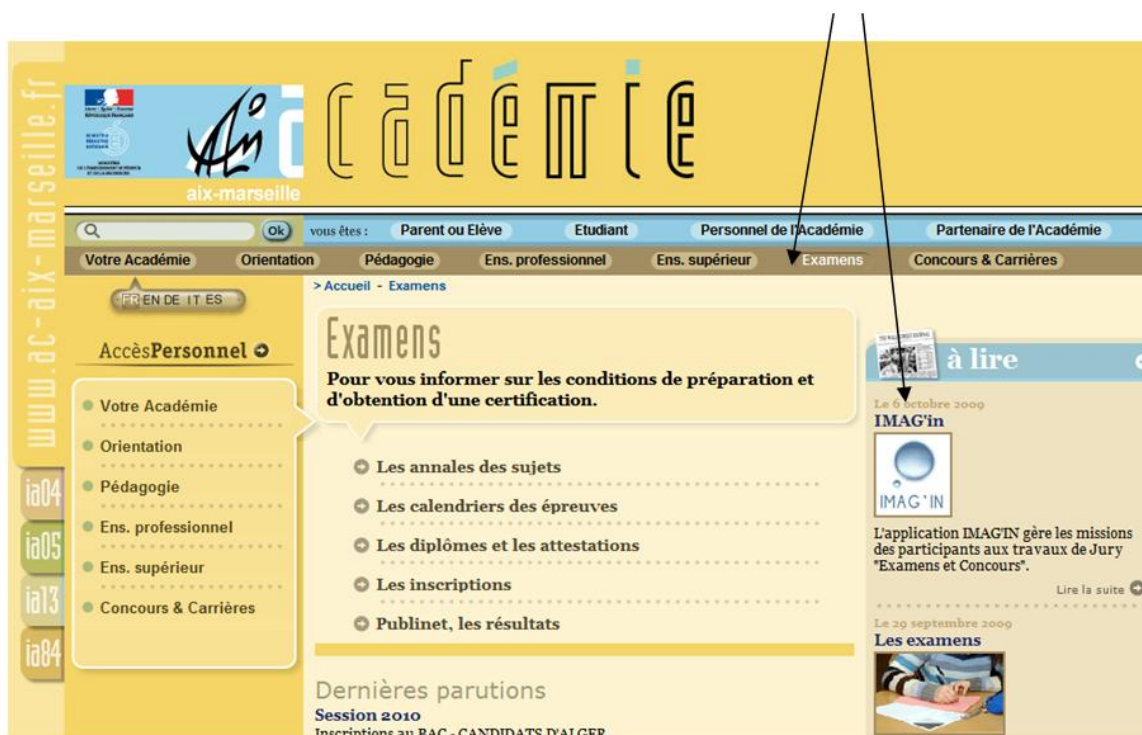 www.ac-aix-marseille.fr
aix-marseille
cadémie
Ok
vous êtes :
Parent ou Elève
Etudiant
Personnel de l'Académie
Partenaire de l'Académie
Votre Académie
Orientation
Pédagogie
Ens. professionnel
Ens. supérieur
Examens
Concours & Carrières
FR EN DE IT ES
> Accueil - Examens
AccèsPersonnel
Votre Académie
Orientation
Pédagogie
Ens. professionnel
Ens. supérieur
Concours & Carrières
ia04
ia05
ia13
ia84
Examens
Pour vous informer sur les conditions de préparation et
d'obtention d'une certification.
Les annales des sujets
Les calendriers des épreuves
Les diplômes et les attestations
Les inscriptions
Publinet, les résultats
Dernières parutions
Session 2010
Inscriptions au BAC - CANDIDATS D'ALGER
à lire
Le 6 octobre 2009
IMAG'in
IMAG'IN
L'application IMAG'IN gère les missions
des participants aux travaux de Jury
"Examens et Concours".
Lire la suite
Le 29 septembre 2009
Les examens